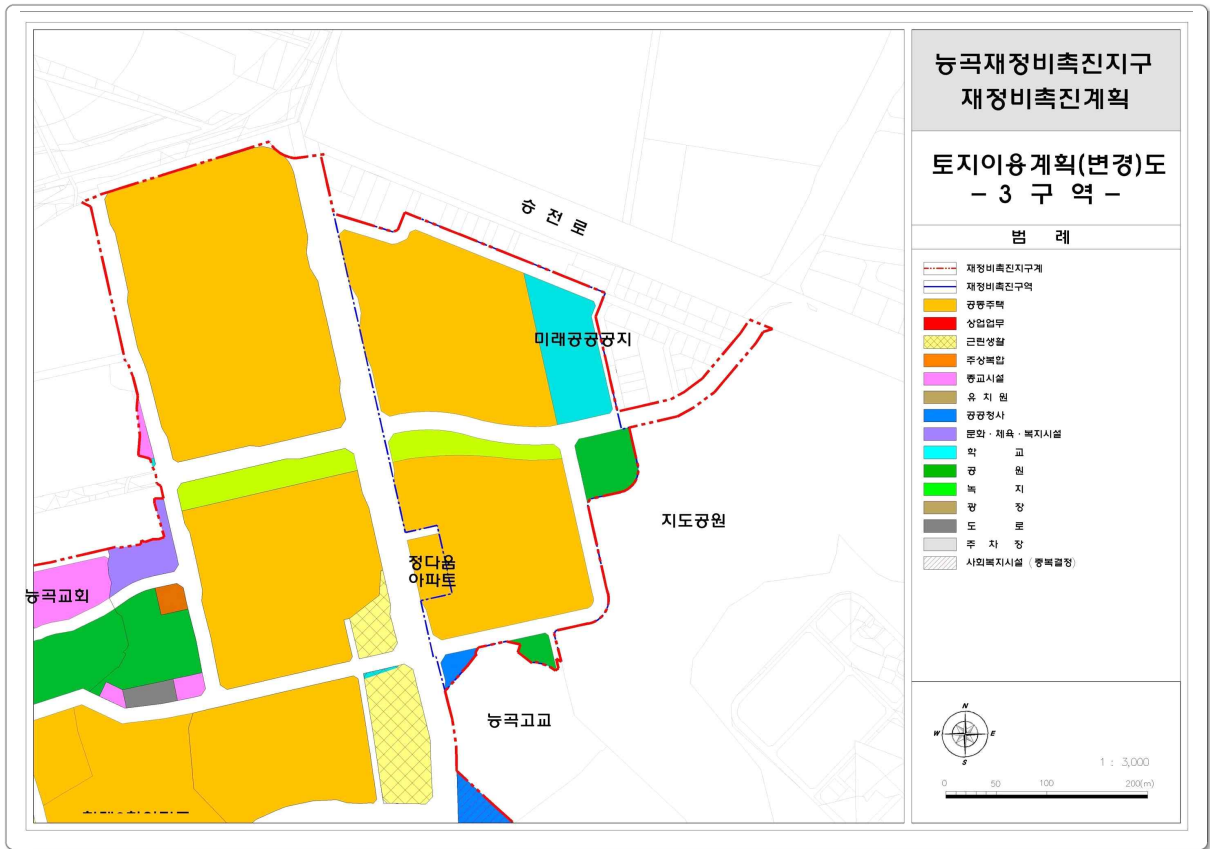 능곡재정비촉진지구
재정비촉진계획
토지이용계획(변경)도
- 3 구 역 -
범 례
재정비촉진지구계
재정비촉진구역
공동주택
상업업무
근린생활
주상복합
종교시설
유 치 원
공공청사
문화 · 체육 · 복지시설
학 교
공 원
녹 지
광 장
도 로
주 차 장
사회복지시설 (중복결정)
N
W
E
S
1 : 3,000
0 50 100 200(m)
승 전 로
미래공공공지
지도공원
정다운
아파트
능곡교회
능곡고교